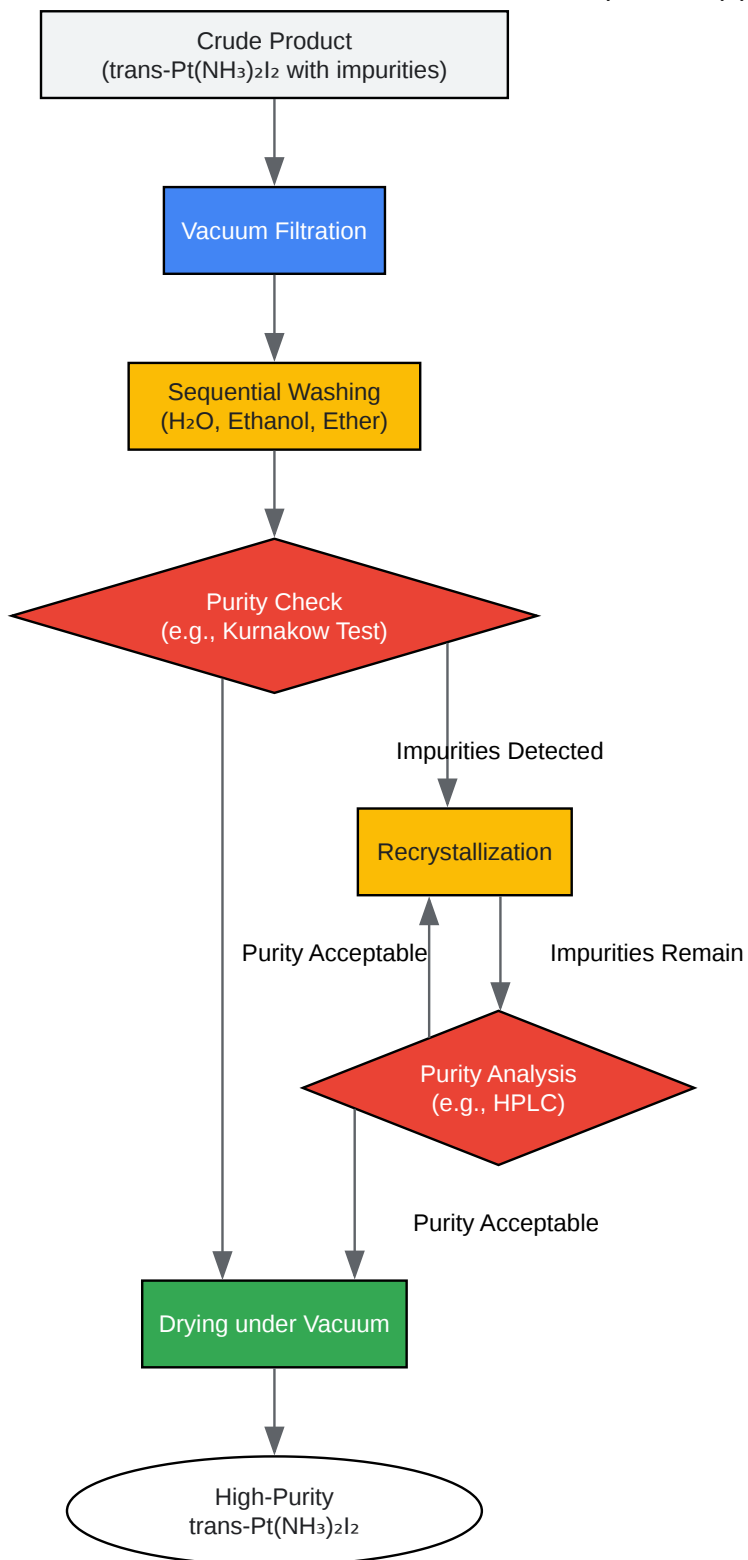 Crude Product
(trans-Pt(NH₃)₂I₂ with impurities)
Vacuum Filtration
Sequential Washing
(H₂O, Ethanol, Ether)
Purity Check
(e.g., Kurnakow Test)
Impurities Detected
Recrystallization
Purity Acceptable
Impurities Remain
Purity Analysis
(e.g., HPLC)
Purity Acceptable
Drying under Vacuum
High-Purity
trans-Pt(NH₃)₂I₂